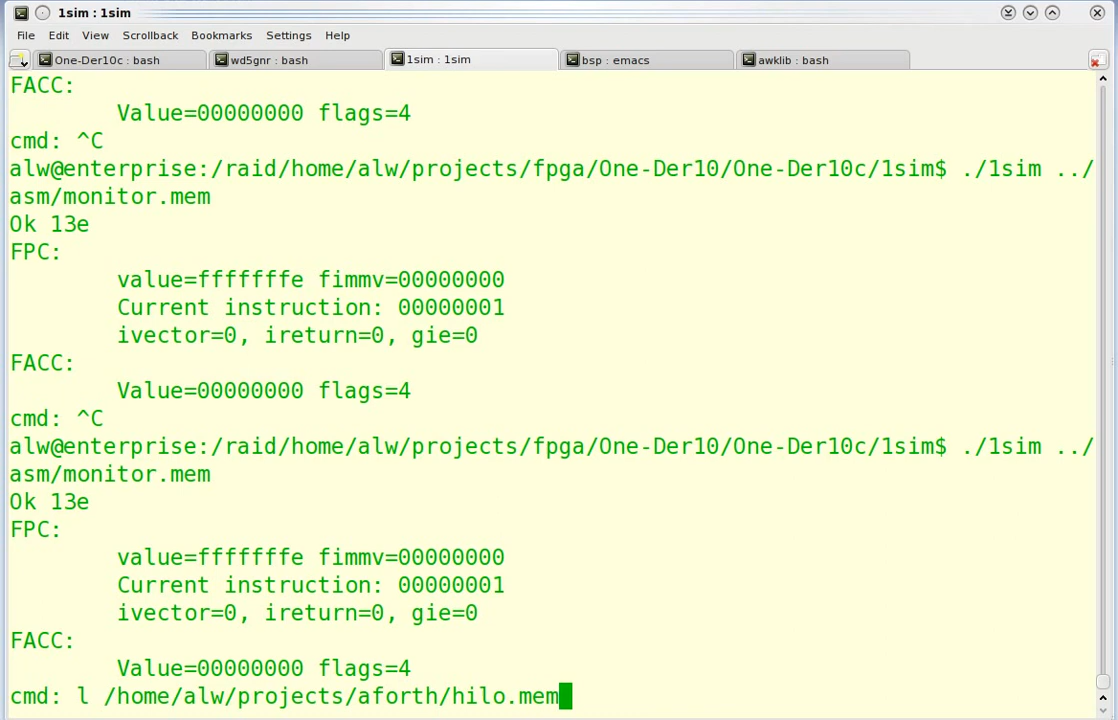 1sim : 1sim
File Edit View Scrollback Bookmarks Settings Help
One-Der10c : bash wd5gnr : bash 1sim : 1sim bsp : emacs awklib : bash
FACC:
Value=00000000 flags=4
cmd: ^C
alw@enterprise:/raid/home/alw/projects/fpga/One-Der10/One-Der10c/1sim$ ./1sim ../
asm/monitor.mem
Ok 13e
FPC:
value=fffffffe fimmv=00000000
Current instruction: 00000001
ivector=0, ireturn=0, gie=0
FACC:
Value=00000000 flags=4
cmd: ^C
alw@enterprise:/raid/home/alw/projects/fpga/One-Der10/One-Der10c/1sim$ ./1sim ../
asm/monitor.mem
Ok 13e
FPC:
value=fffffffe fimmv=00000000
Current instruction: 00000001
ivector=0, ireturn=0, gie=0
FACC:
Value=00000000 flags=4
cmd: l /home/alw/projects/aforth/hilo.mem